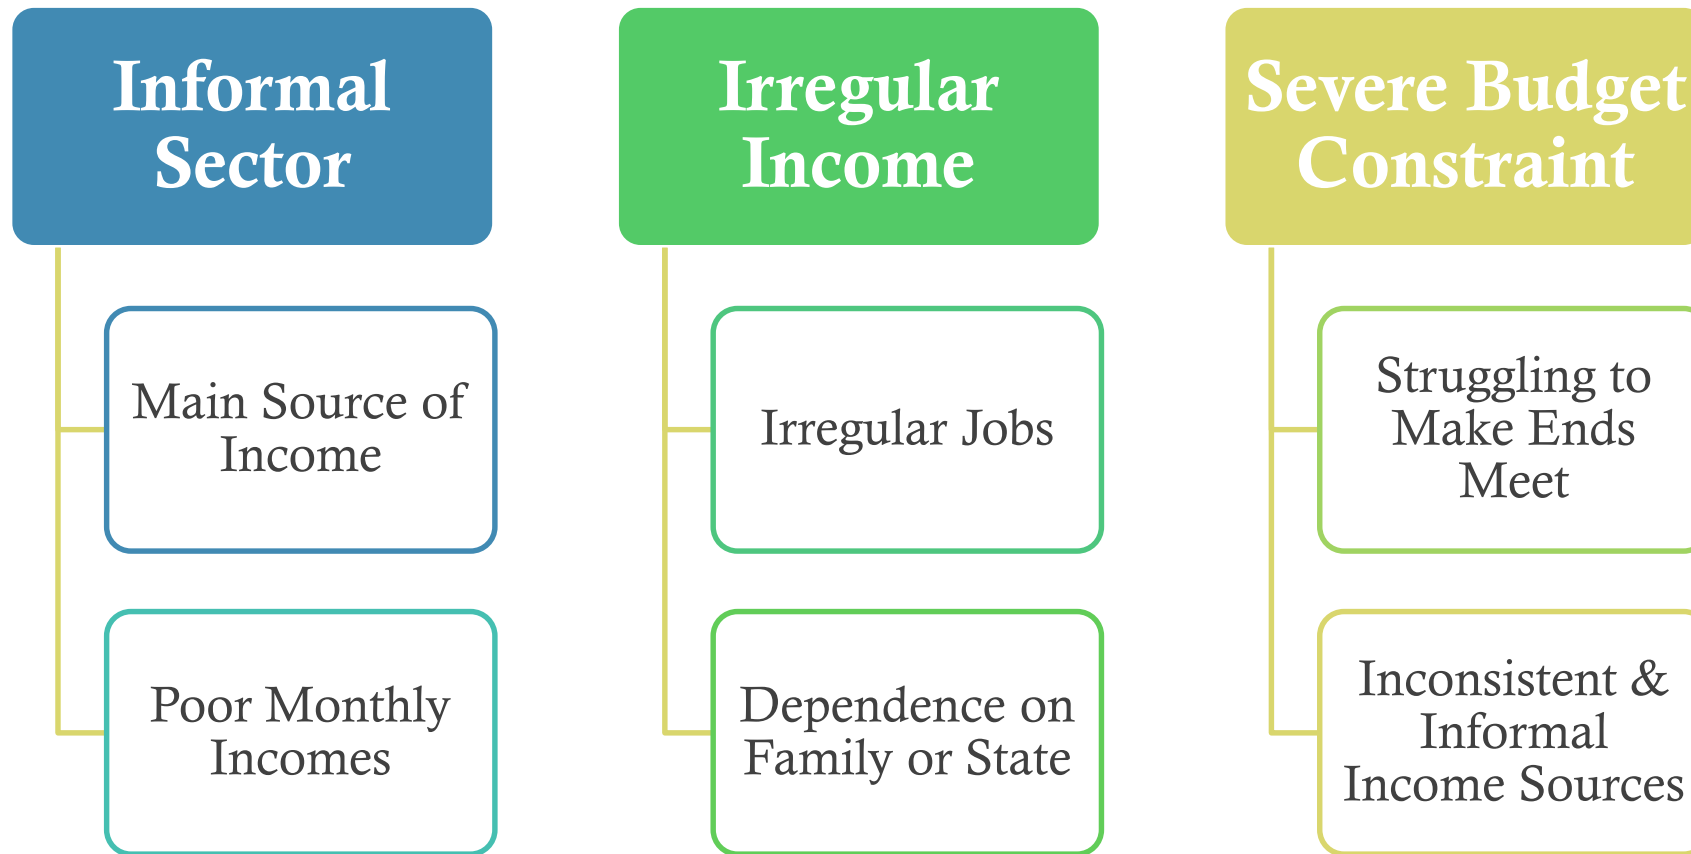 Informal
Sector
Main Source of
Income
Poor Monthly
Incomes
Irregular
Income
Irregular Jobs
Dependence on
Family or State
Severe Budget
Constraint
Struggling to
Make Ends
Meet
Inconsistent &
Informal
Income Sources